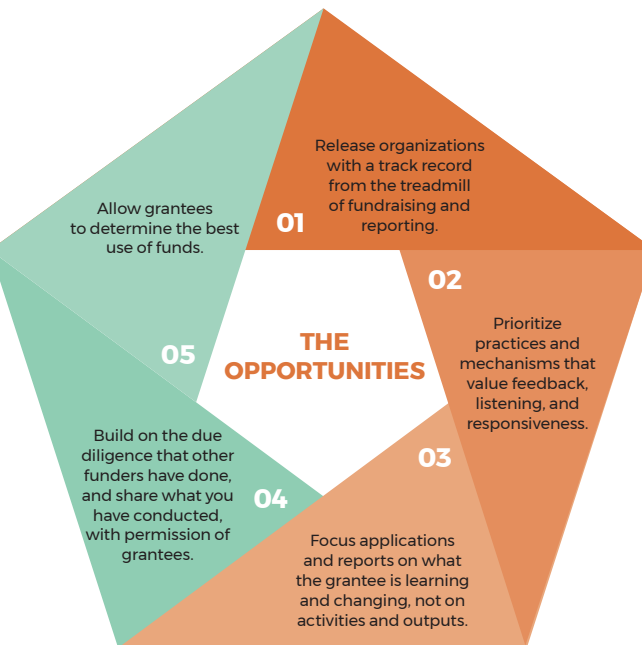 THE
OPPORTUNITIES
01
Release organizations
with a track record
from the treadmill
of fundraising and
reporting.
02
Prioritize
practices and
mechanisms that
value feedback,
listening, and
responsiveness.
03
Focus applications
and reports on what
the grantee is learning
and changing, not on
activities and outputs.
04
Build on the due
diligence that other
funders have done,
and share what you
have conducted,
with permission of
grantees.
05
Allow grantees
to determine the best
use of funds.